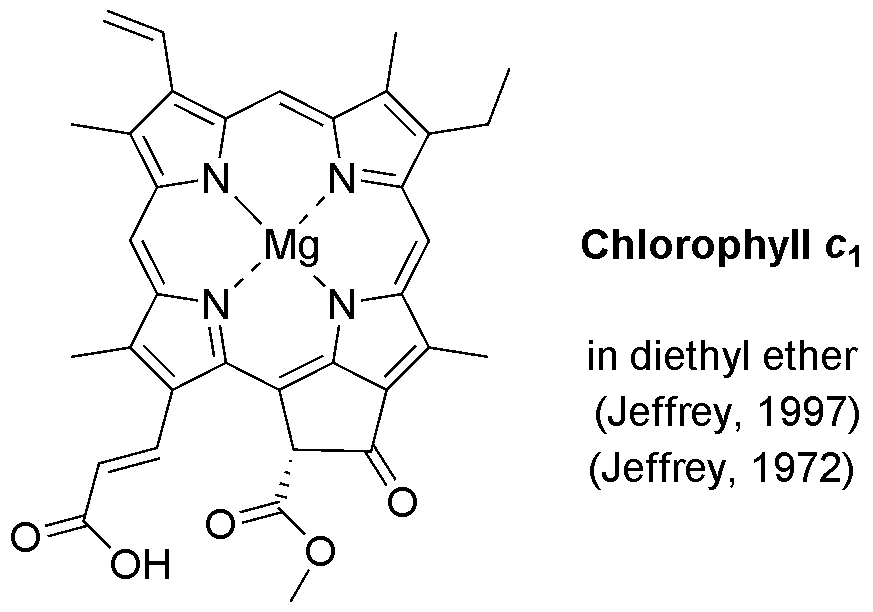 N
N
Mg
N
N
O
OH
O
O
O
Chlorophyll c1
in diethyl ether
(Jeffrey, 1997)
(Jeffrey, 1972)